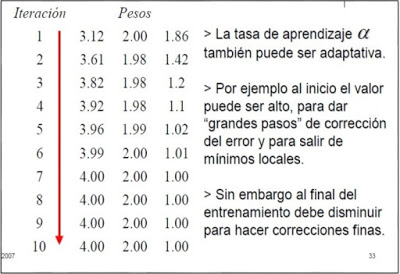 Iteración Pesos
1 3.12 2.00 1.86
2 3.61 1.98 1.42
3 3.82 1.98 1.2
4 3.92 1.98 1.1
5 3.96 1.99 1.02
6 3.99 2.00 1.01
7 4.00 2.00 1.00
8 4.00 2.00 1.00
9 4.00 2.00 1.00
10 4.00 2.00 1.00
> La tasa de aprendizaje α
también puede ser adaptativa.
> Por ejemplo al inicio el valor
puede ser alto, para dar
“grandes pasos” de corrección
del error y para salir de
mínimos locales.
> Sin embargo al final del
entrenamiento debe disminuir
para hacer correcciones finas.
2007 33